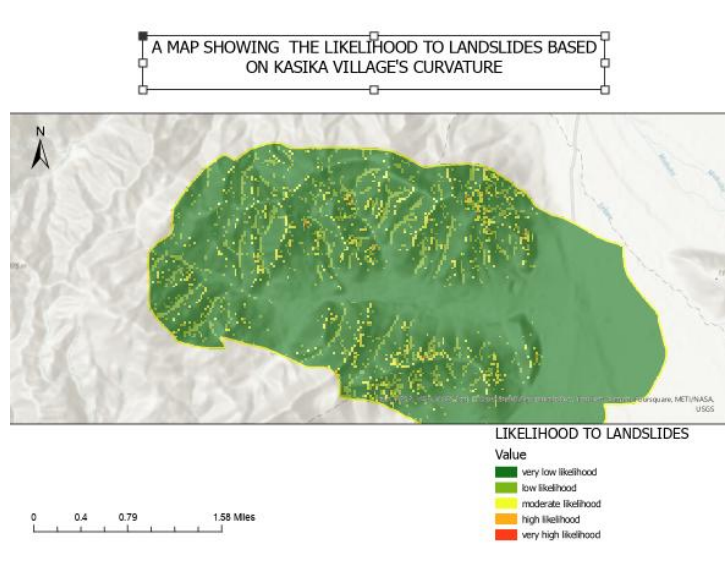 A MAP SHOWING THE LIKELIHOOD TO LANDSLIDES BASED
ON KASIKA VILLAGE'S CURVATURE
N
METI/NASA,
USGS
LIKELIHOOD TO LANDSLIDES
Value
very low likelihood
low likelihood
moderate likelihood
high likelihood
very high likelihood
0 0.4 0.79 1.58 Miles